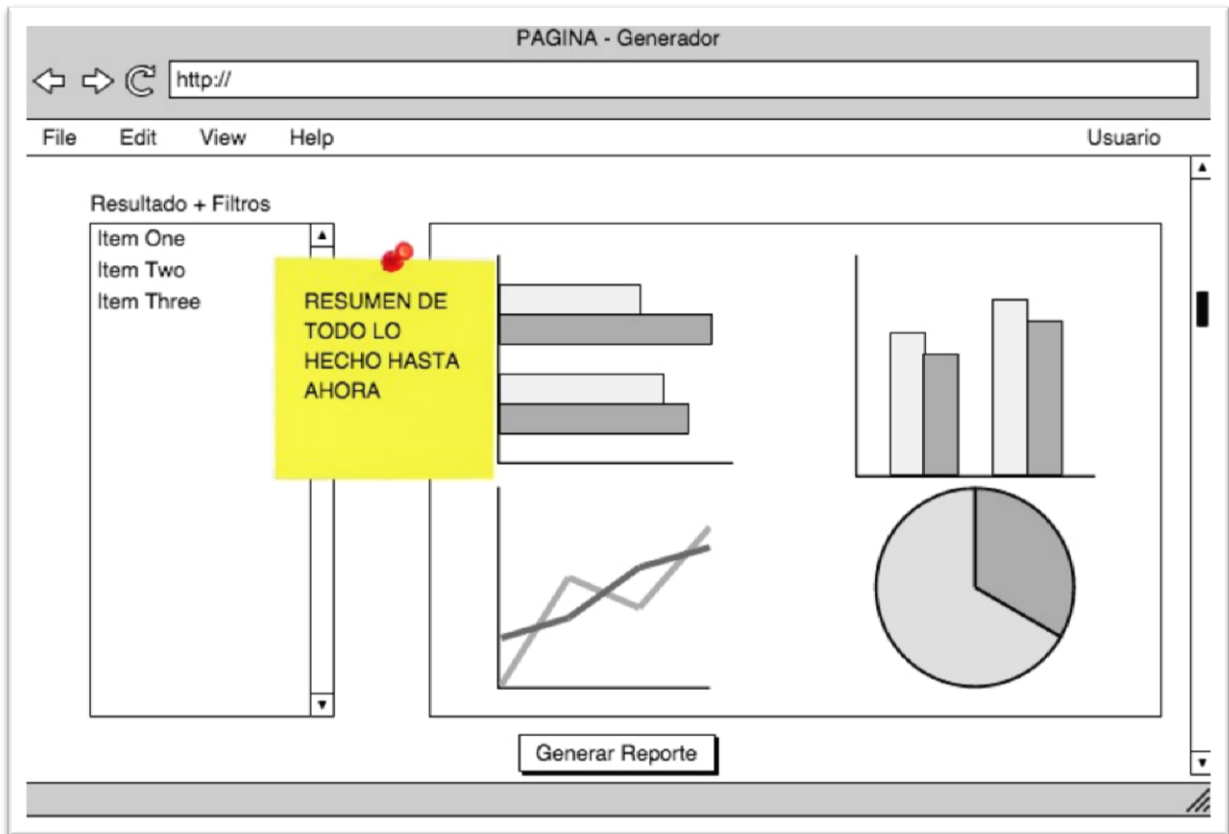 PAGINA - Generador
http://
File Edit View Help Usuario
Resultado + Filtros
Item One
Item Two
Item Three
RESUMEN DE
TODO LO
HECHO HASTA
AHORA
Generar Reporte